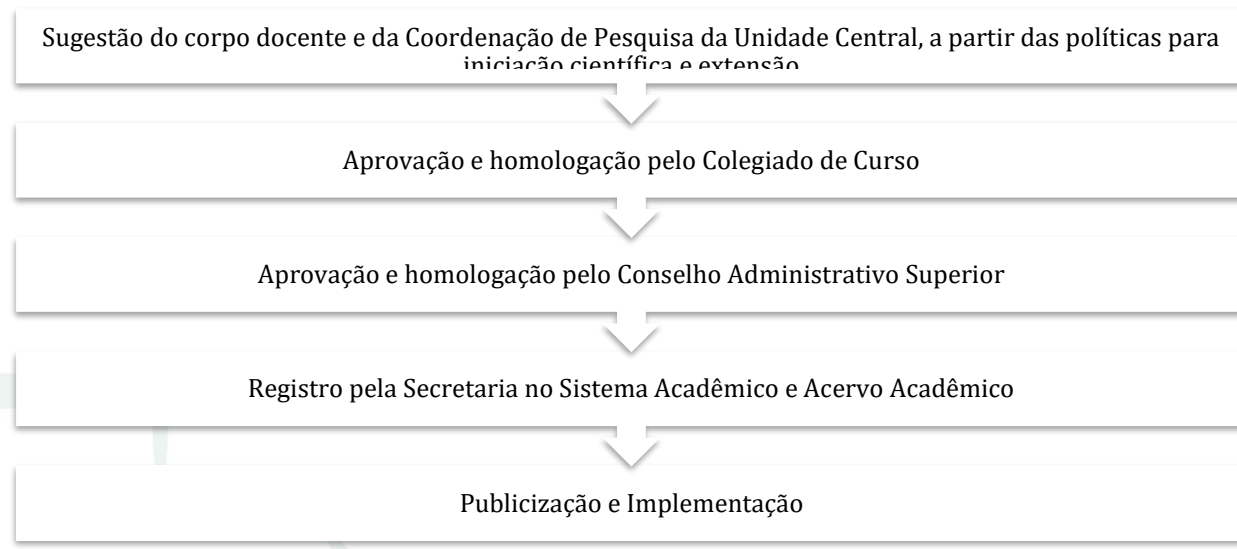 Sugestão do corpo docente e da Coordenação de Pesquisa da Unidade Central, a partir das políticas para
iniciação científica e extensão
Aprovação e homologação pelo Colegiado de Curso
Aprovação e homologação pelo Conselho Administrativo Superior
Registro pela Secretaria no Sistema Acadêmico e Acervo Acadêmico
Publicização e Implementação